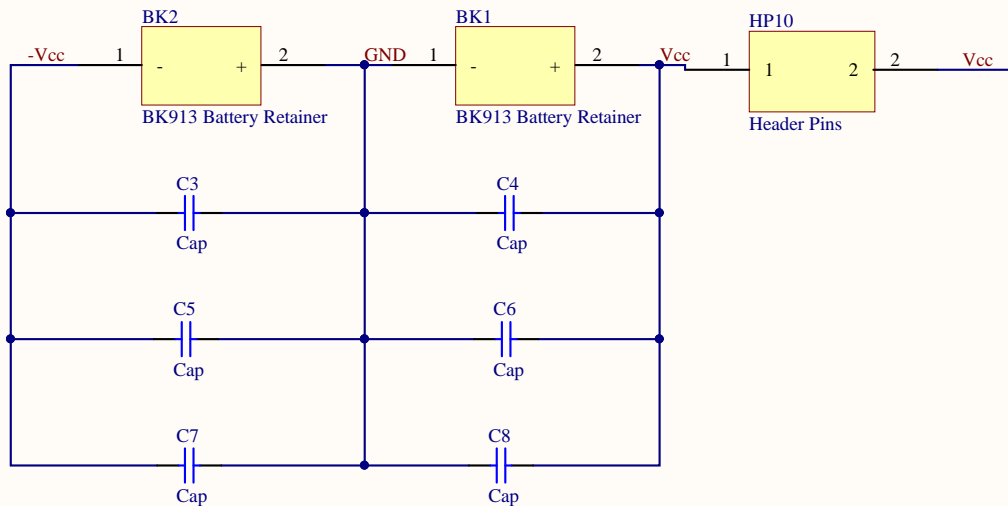 BK2
BK1
HP10
-Vcc
1
-
+
2
GND
1
-
+
2
Vcc
1
1
2
2
Vcc
BK913 Battery Retainer
BK913 Battery Retainer
Header Pins
C3
C4
Cap
Cap
C5
C6
Cap
Cap
C7
C8
Cap
Cap